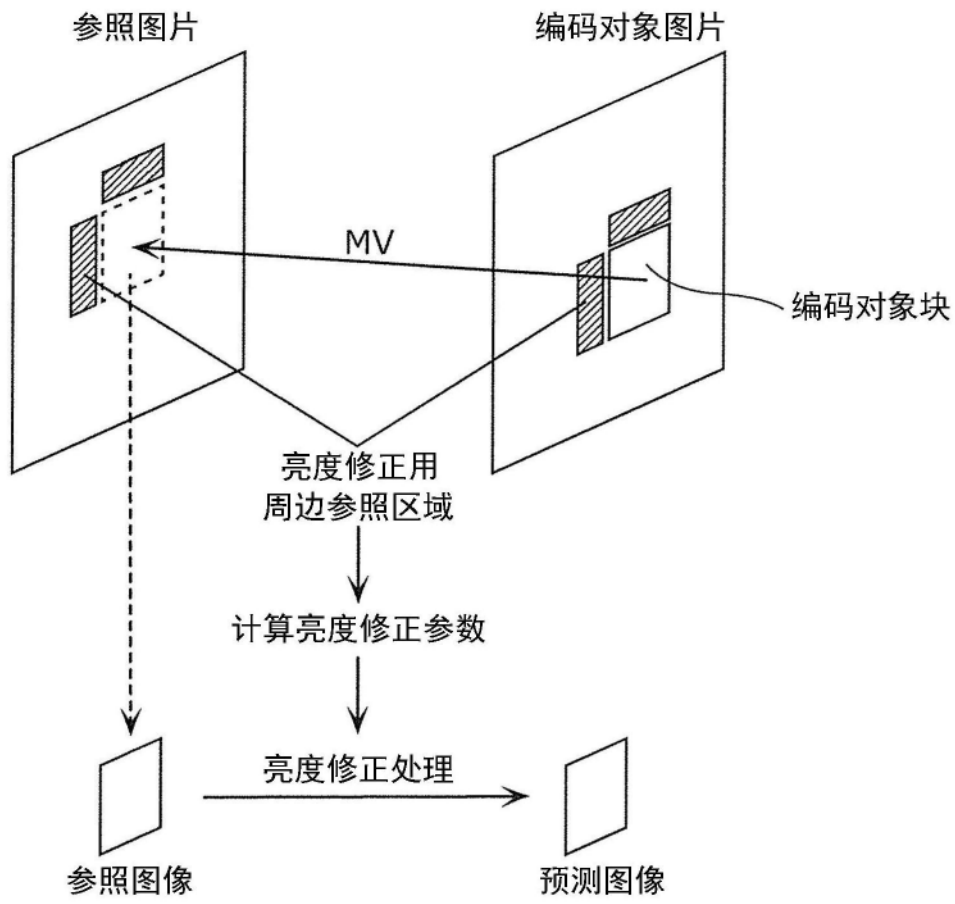 参照图片
编码对象图片
MV
编码对象块
亮度修正用
周边参照区域
计算亮度修正参数
亮度修正处理
参照图像
预测图像